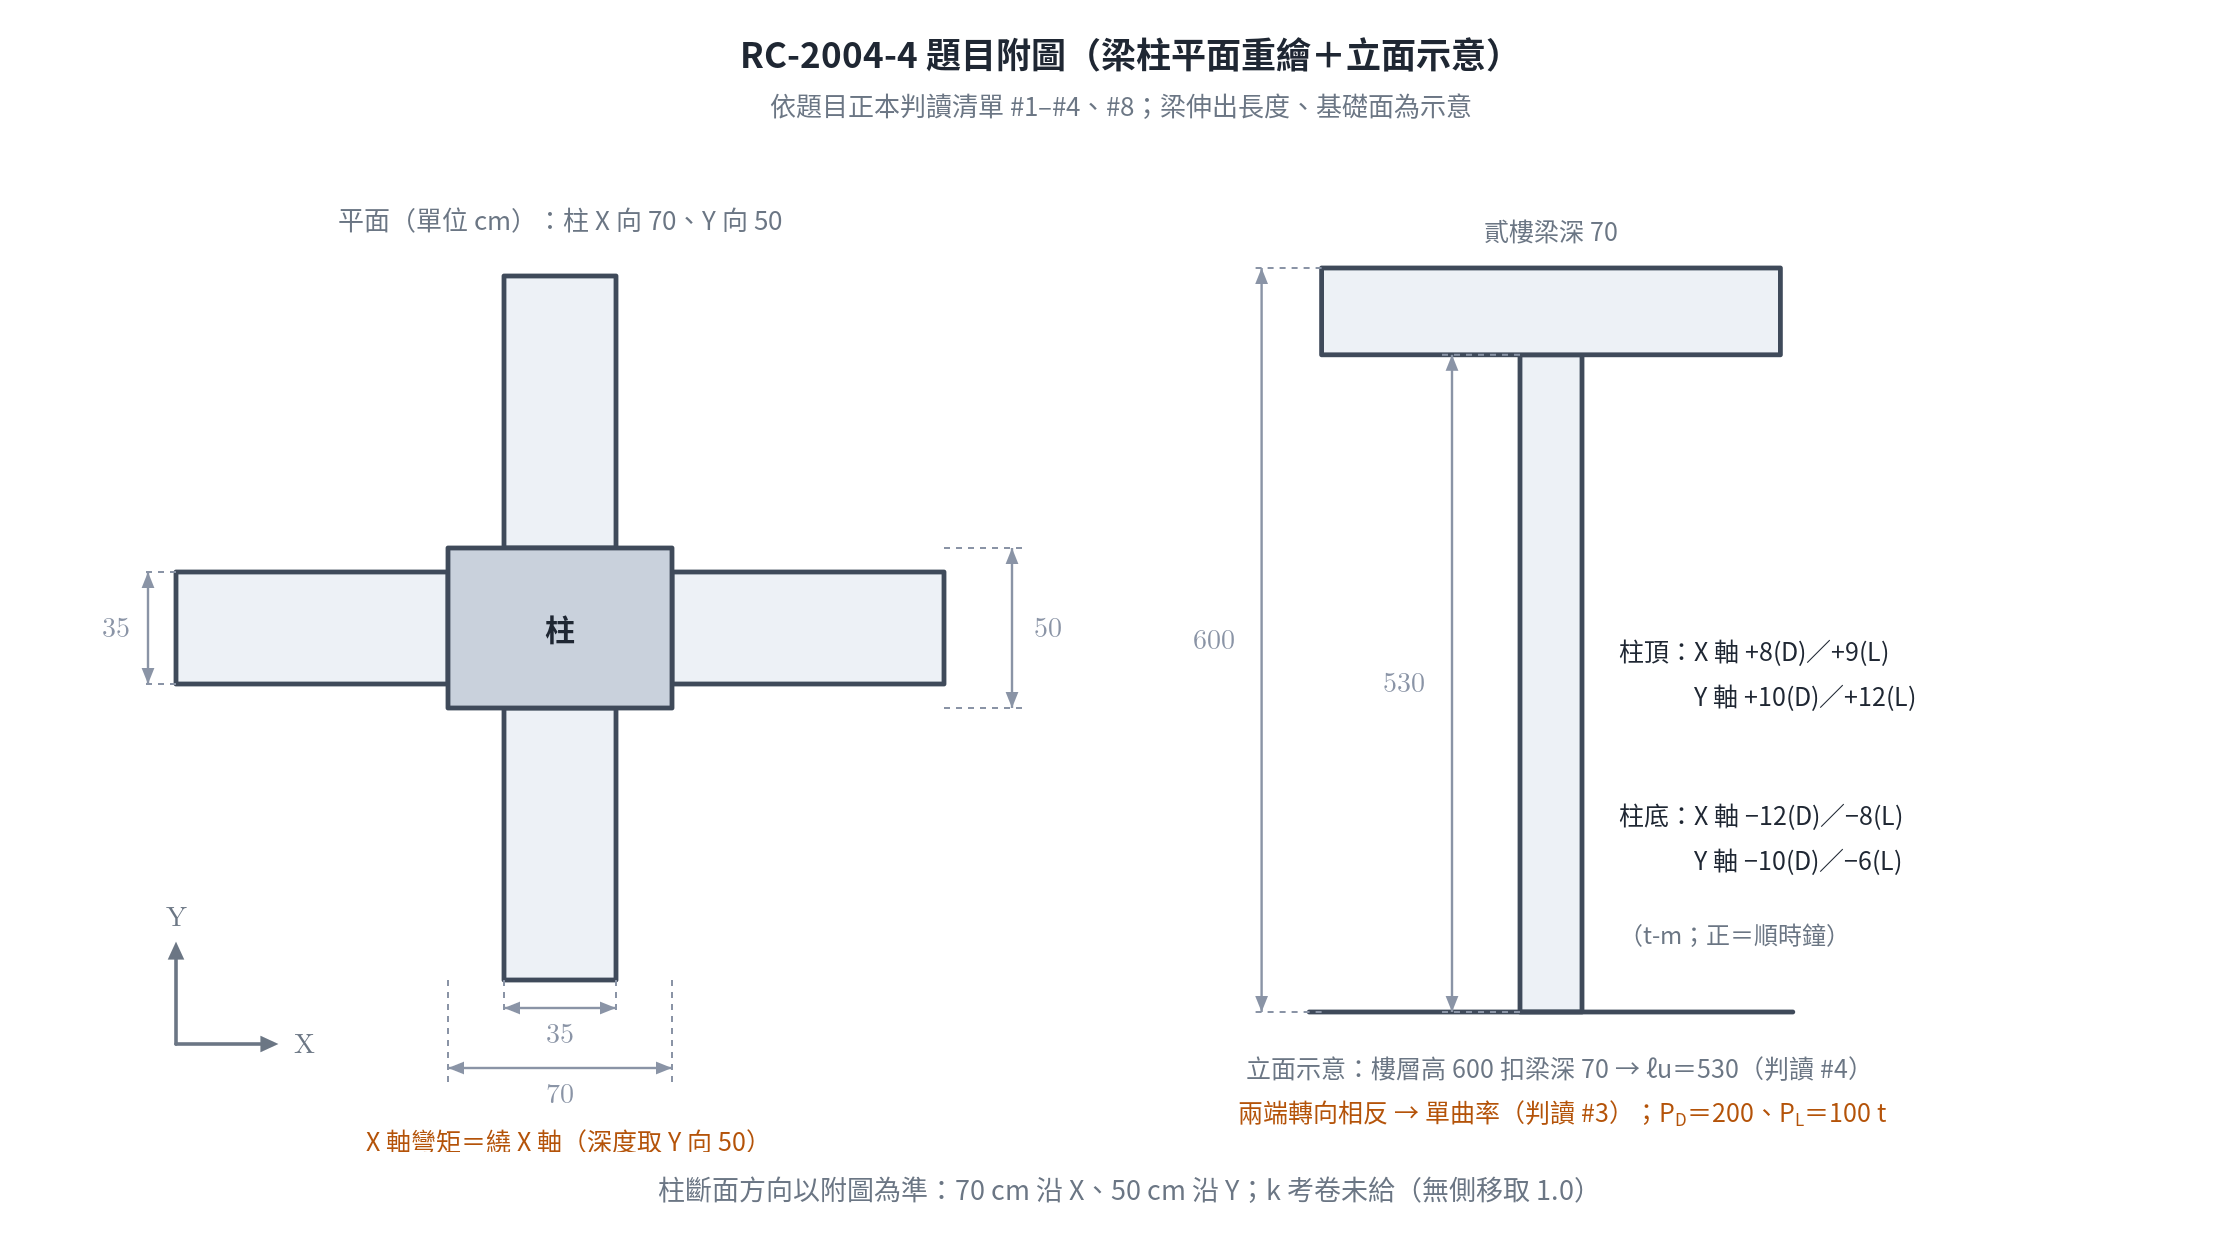 RC-2004-4 題目附圖（梁柱平面重繪＋立面示意）
依題目正本判讀清單 #1–#4、#8；梁伸出長度、基礎面為示意
平面（單位 cm）：柱 X 向 70、Y 向 50
35
柱
50
35
70
Y
X
X 軸彎矩＝繞 X 軸（深度取 Y 向 50）
貳樓梁深 70
600
530
柱頂：X 軸 +8(D)／+9(L)
Y 軸 +10(D)／+12(L)
柱底：X 軸 −12(D)／−8(L)
Y 軸 −10(D)／−6(L)
（t-m；正＝順時鐘）
立面示意：樓層高 600 扣梁深 70 → ℓu＝530（判讀 #4）
兩端轉向相反 → 單曲率（判讀 #3）；PD＝200、PL＝100 t
柱斷面方向以附圖為準：70 cm 沿 X、50 cm 沿 Y；k 考卷未給（無側移取 1.0）